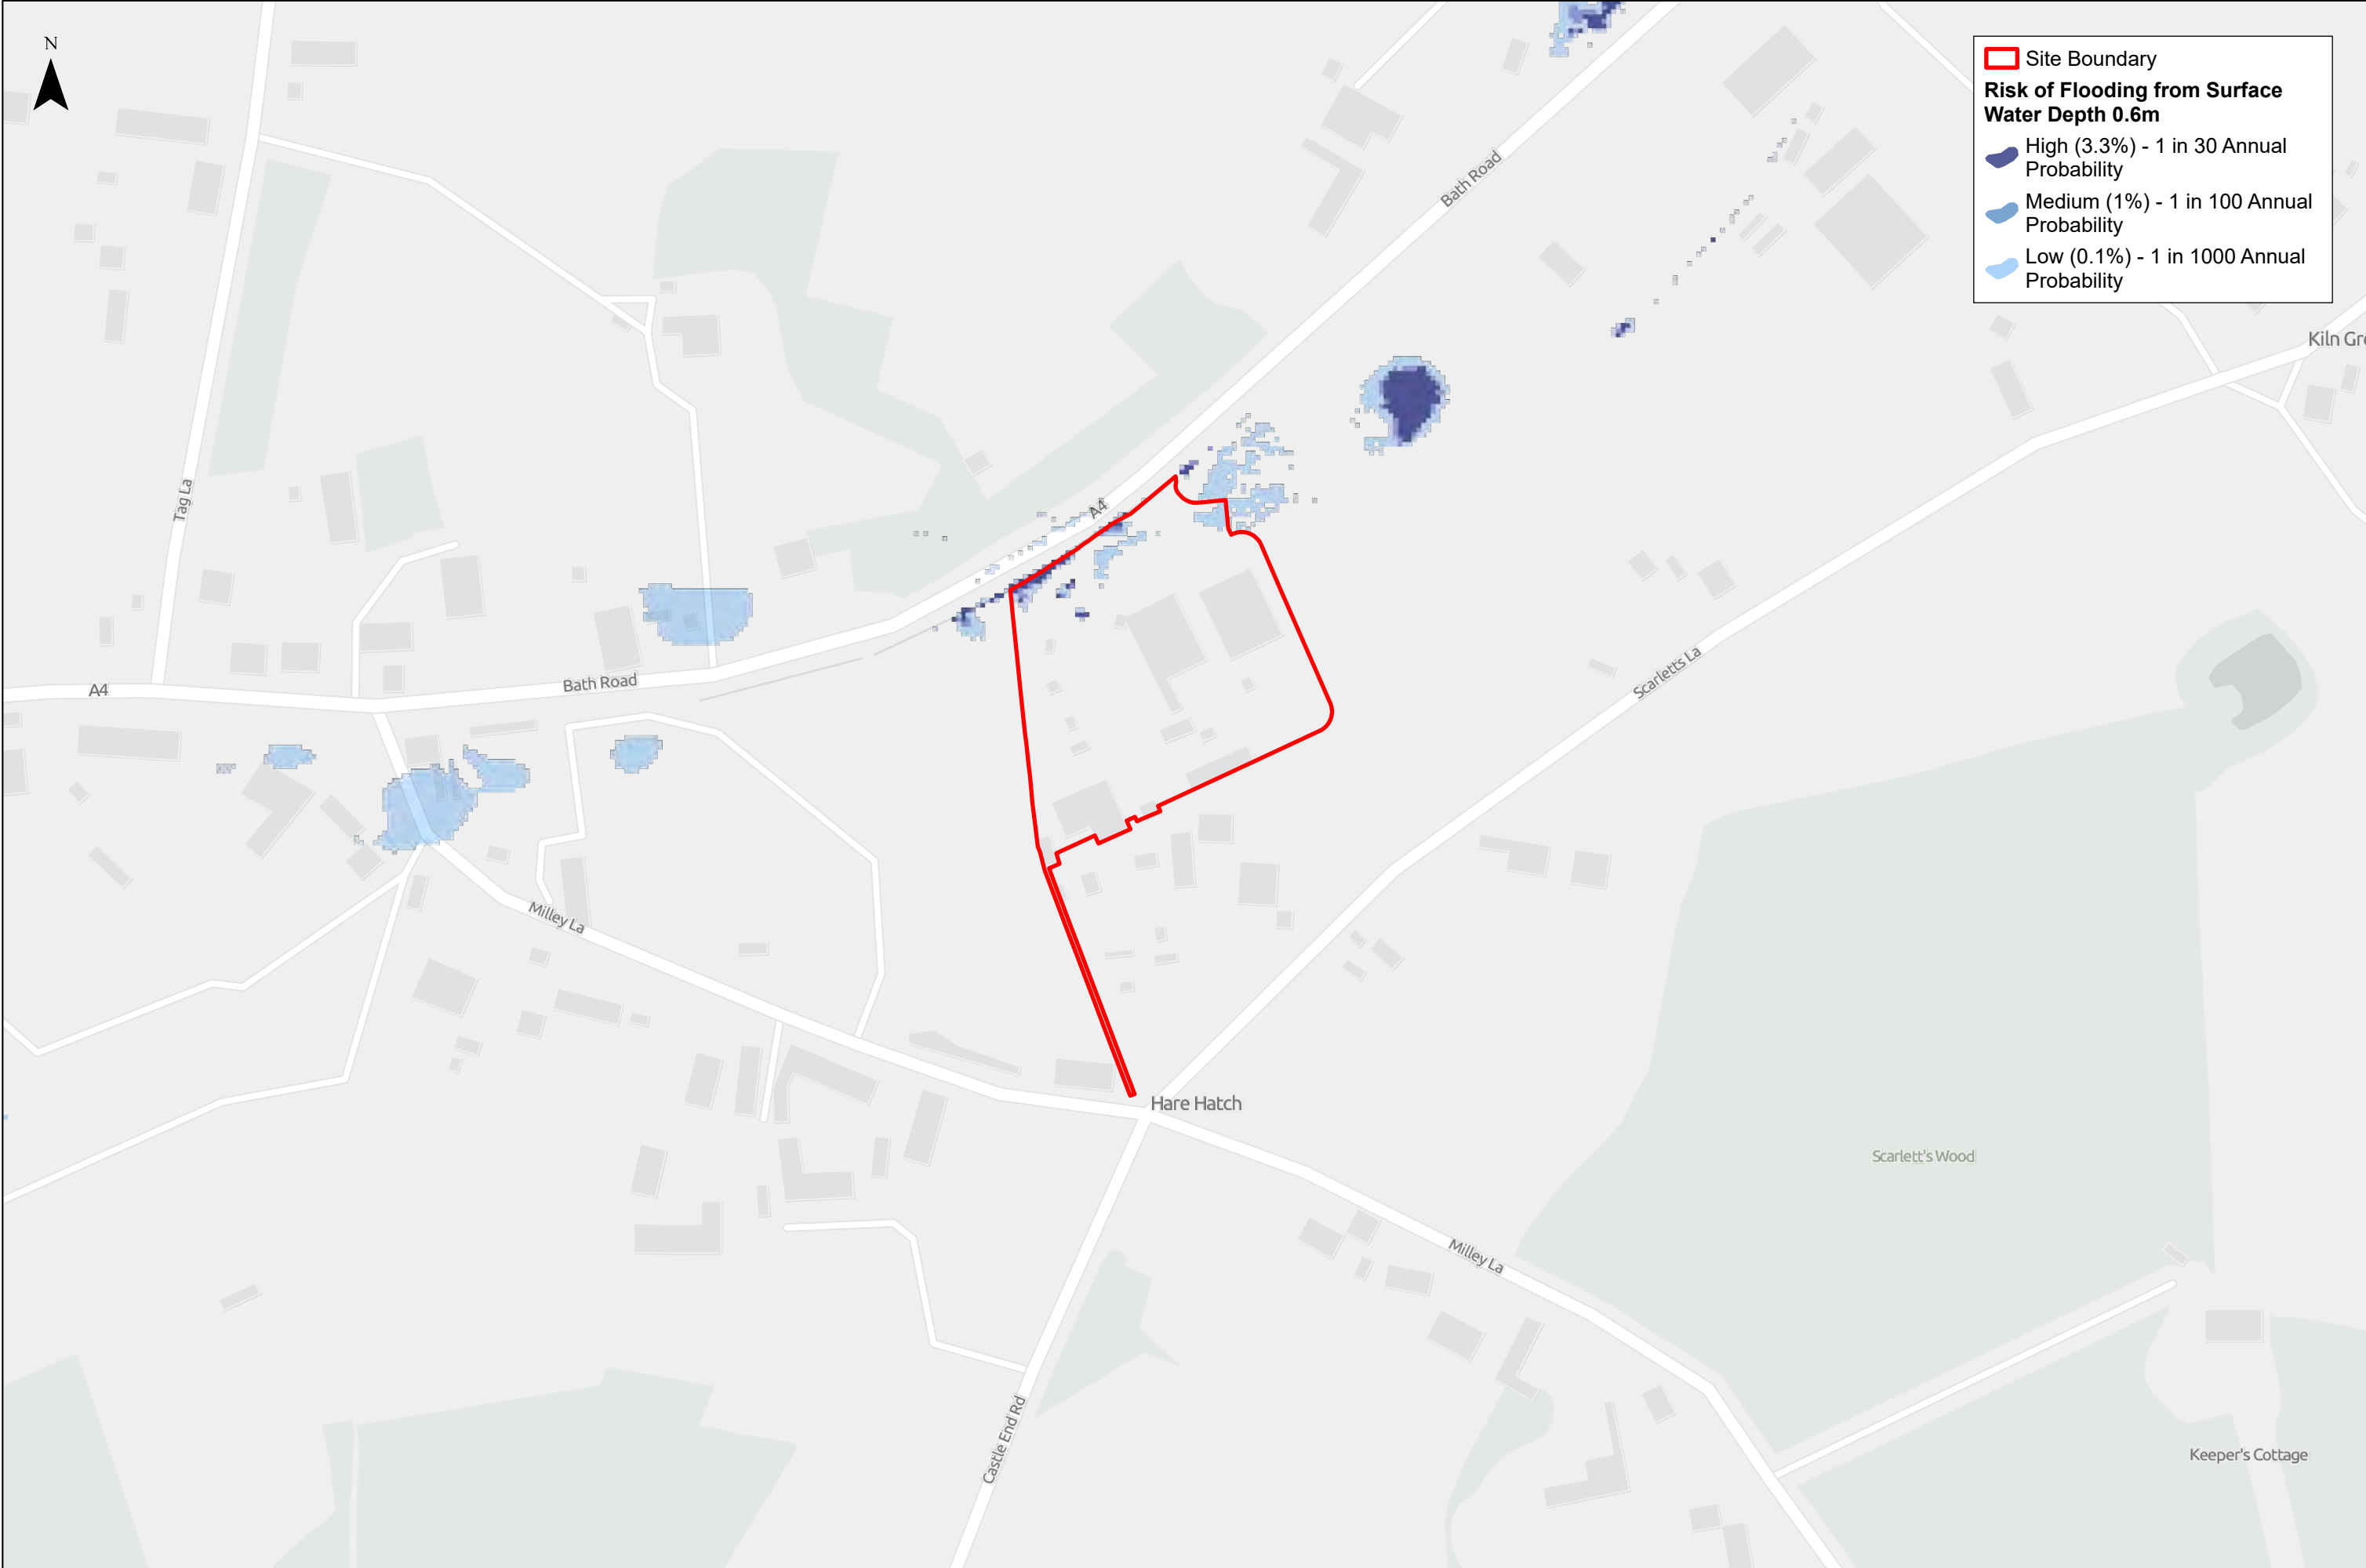 N
Site Boundary
Risk of Flooding from Surface
Water Depth 0.6m
High (3.3%) - 1 in 30 Annual
Probability
Medium (1%) - 1 in 100 Annual
Probability
Low (0.1%) - 1 in 1000 Annual
Probability
Bath Road
Kiln Gre
Tag La
A4
A4
Bath Road
Scarletts La
Milley La
Hare Hatch
Scarlett's Wood
Milley La
Castle End Rd
Keeper's Cottage